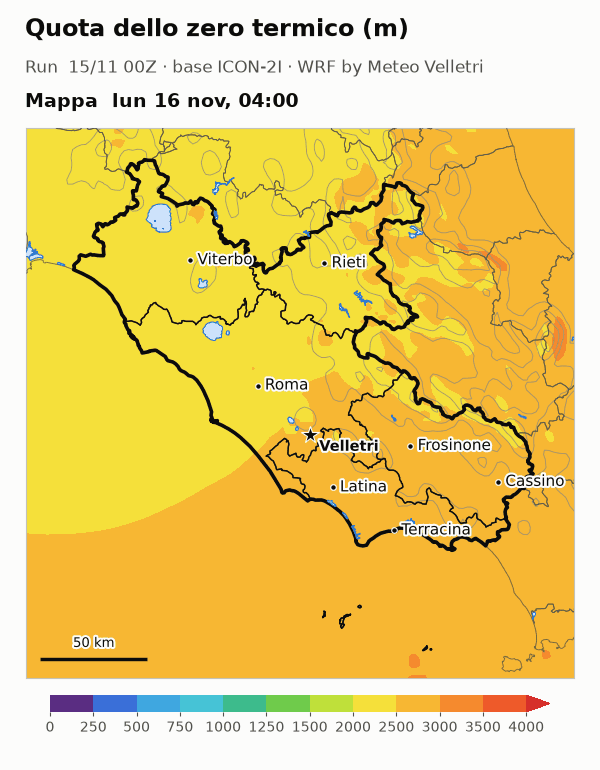 Quota dello zero termico (m)
Run  15/11 00Z · base ICON-2I · WRF by Meteo Velletri
Mappa  lun 16 nov, 04:00
Viterbo
Rieti
Roma
Velletri
Frosinone
Cassino
Latina
Terracina
50 km
0 250 500 750 1000 1250 1500 2000 2500 3000 3500 4000